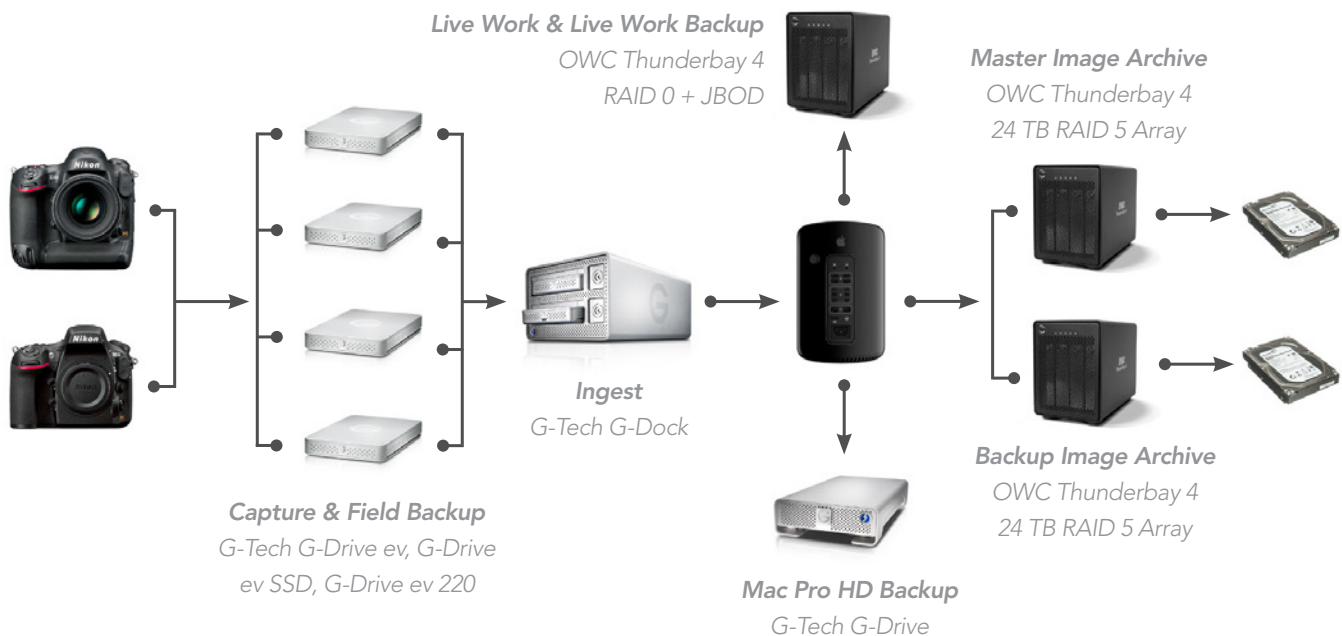 Live Work & Live Work Backup
OWC Thunderbay 4
RAID 0 + JBOD
Master Image Archive
OWC Thunderbay 4
24 TB RAID 5 Array
Nikon
Nikon
Ingest
G-Tech G-Dock
Capture & Field Backup
G-Tech G-Drive ev, G-Drive
ev SSD, G-Drive ev 220
Backup Image Archive
OWC Thunderbay 4
24 TB RAID 5 Array
Mac Pro HD Backup
G-Tech G-Drive